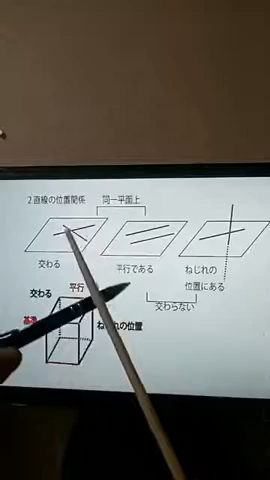 2直線の位置関係 同一平面上
交わる 平行である ねじれの
位置にある
交わらない
交わる 平行
基準 ねじれの位置